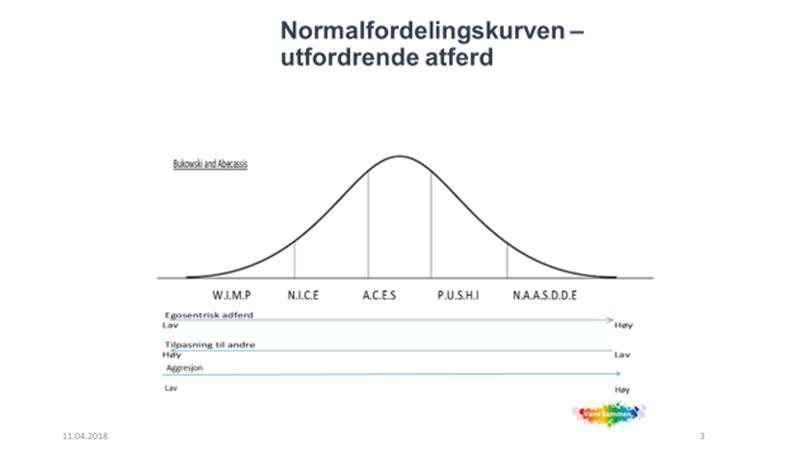 Normalfordelingskurven –
utfordrende atferd
Bukowski and Abecassis
W.I.M.P N.I.C.E A.C.E.S P.U.S.H.I N.A.A.S.D.D.E
Egosentrisk adferd
Lav Høy
Tilpasning til andre
Høy Lav
Aggresjon
Lav Høy
Være Sammen
11.04.2018 3